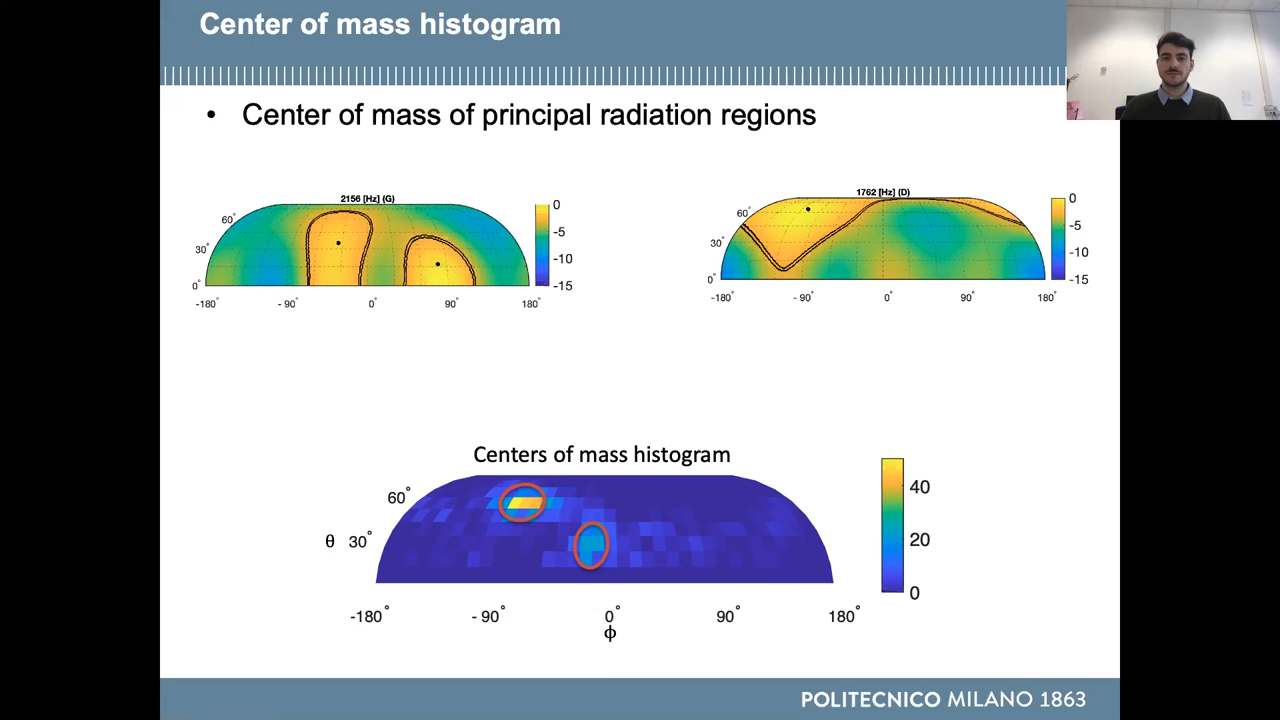 Center of mass histogram
• Center of mass of principal radiation regions
2156 [Hz] (G)
60°
30°
0°
-180° - 90° 0° 90° 180°
0
-5
-10
-15
1762 [Hz] (D)
60°
30°
0°
-180° - 90° 0° 90° 180°
0
-5
-10
-15
Centers of mass histogram
60°
θ 30°
-180° - 90° 0° 90° 180°
ϕ
40
20
0
POLITECNICO MILANO 1863